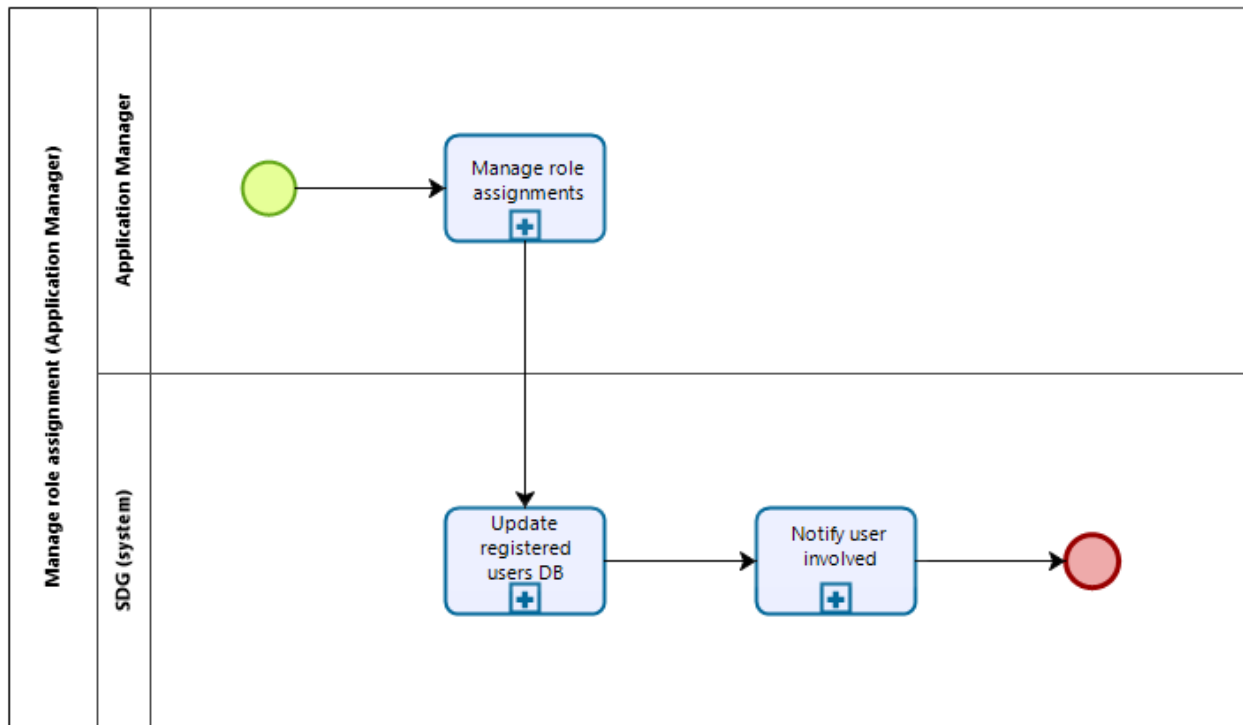 Manage role assignment (Application Manager)
Application Manager
Manage role
assignments
SDG (system)
Update
registered
users DB
Notify user
involved